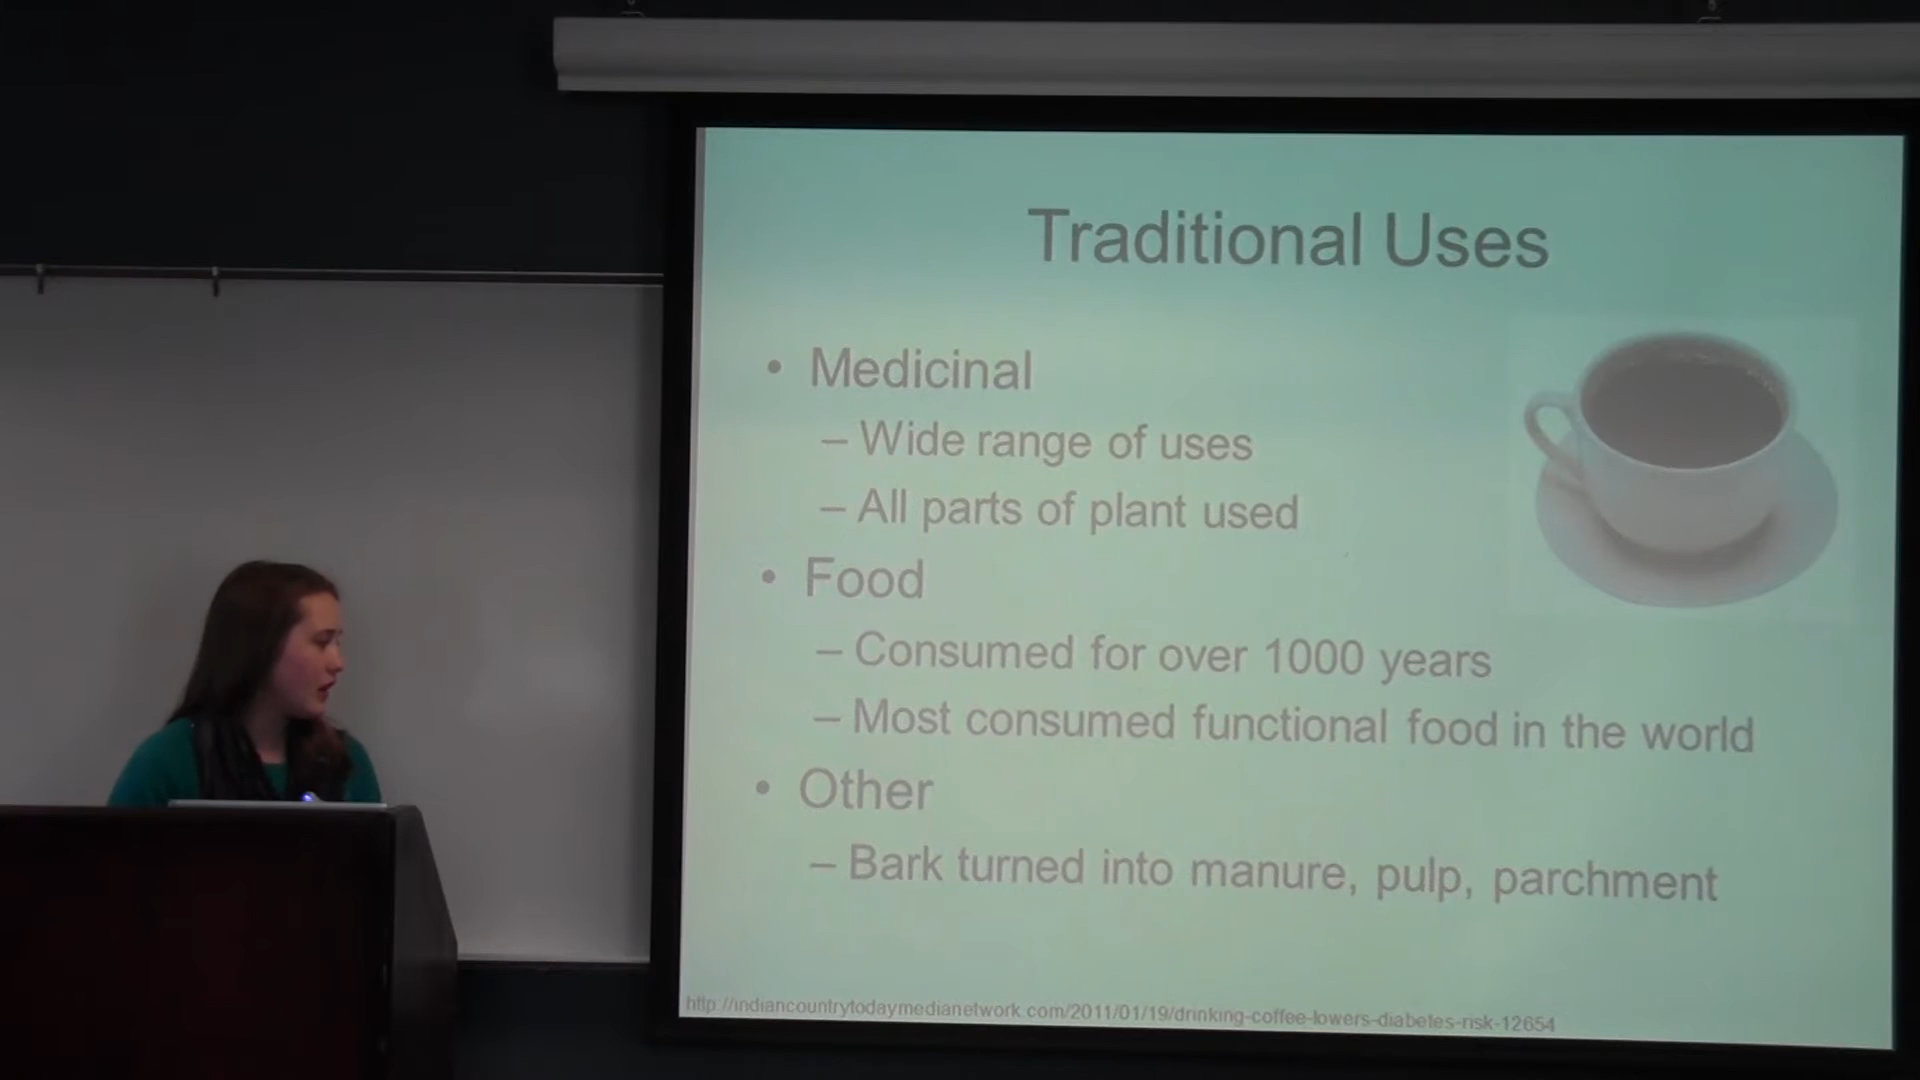 Traditional Uses
• Medicinal
– Wide range of uses
– All parts of plant used
• Food
– Consumed for over 1000 years
– Most consumed functional food in the world
• Other
– Bark turned into manure, pulp, parchment
http://indiancountrytodaymedianetwork.com/2011/01/19/drinking-coffee-lowers-diabetes-risk-12654